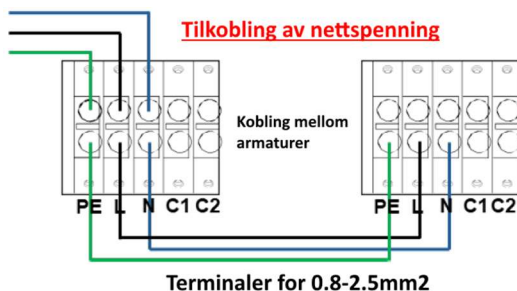 Tilkobling av nettspenning
Kobling mellom
armaturer
PE L N C1 C2
PE L N C1 C2
Terminaler for 0.8-2.5mm2